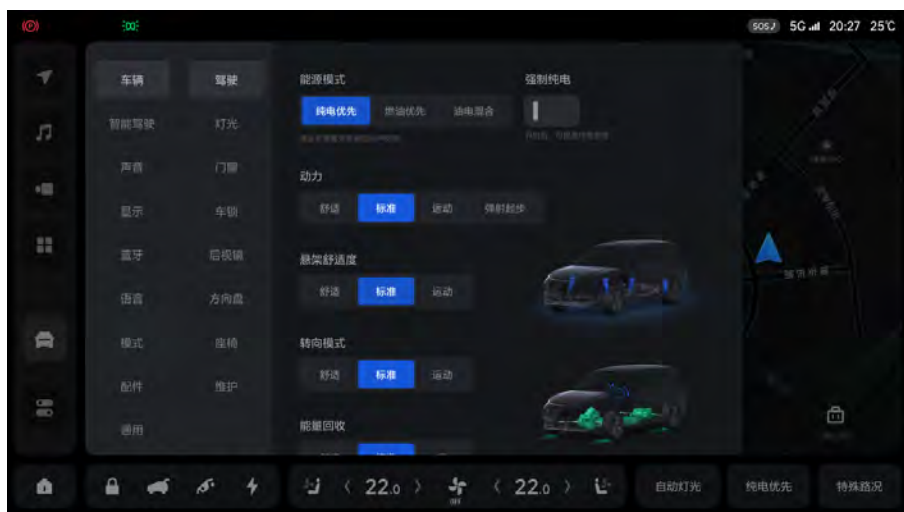 SOS 5G 20:27 25℃
车辆
智能驾驶
声音
显示
蓝牙
语言
模式
配件
通用
驾驶
灯光
门窗
车锁
后视镜
方向盘
座椅
维护
能源模式
强制纯电
纯电优先 燃油优先 油电混合
动力
舒适 标准 运动 弹射起步
悬架舒适度
舒适 标准 运动
转向模式
舒适 标准 运动
能量回收
22.0 OFF 22.0 自动灯光 纯电优先 特殊路况